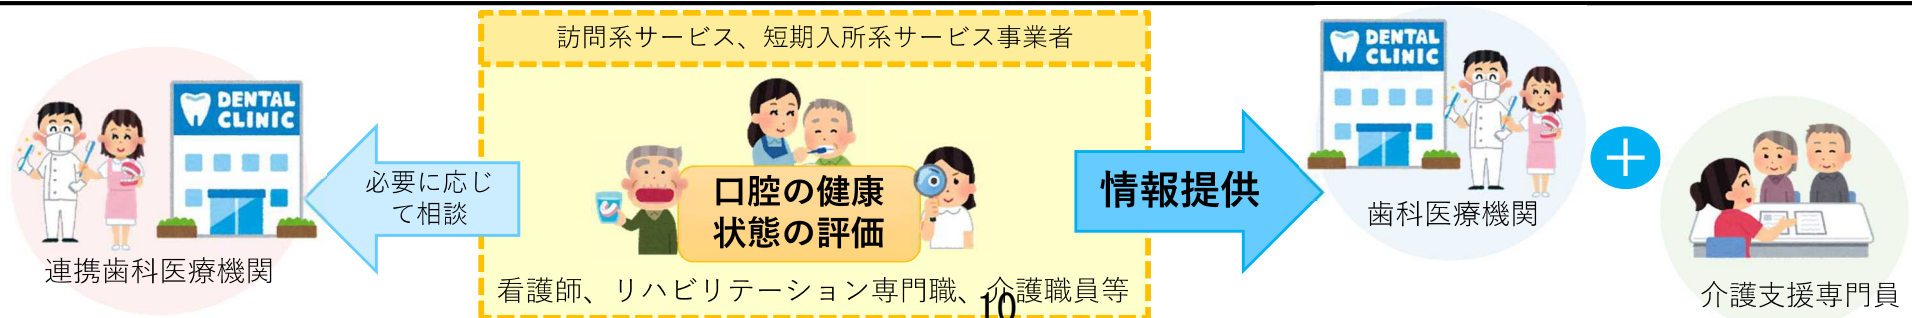 訪問系サービス、短期入所系サービス事業者
DENTAL
CLINIC
DENTAL
CLINIC
必要に応じ
て相談
口腔の健康
状態の評価
情報提供
歯科医療機関
連携歯科医療機関
看護師、リハビリテーション専門職、介護職員等
10
介護支援専門員